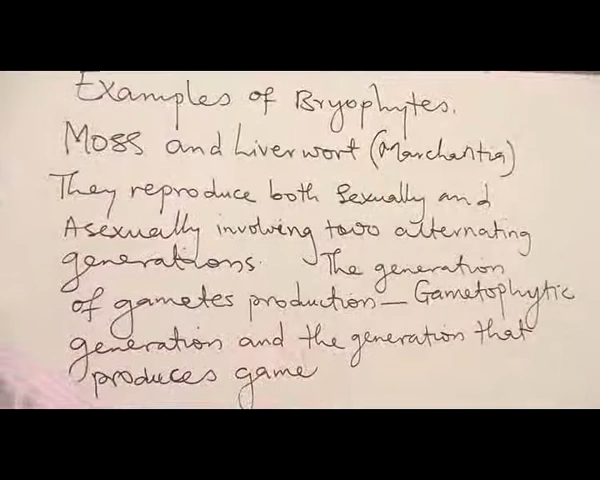 Examples of Bryophytes.
Moss and Liverwort (Marchantia)
They reproduce both Sexually and
Asexually involving two alternating
generations. The generation
of gametes production - Gametophytic
generation and the generation that
produces game